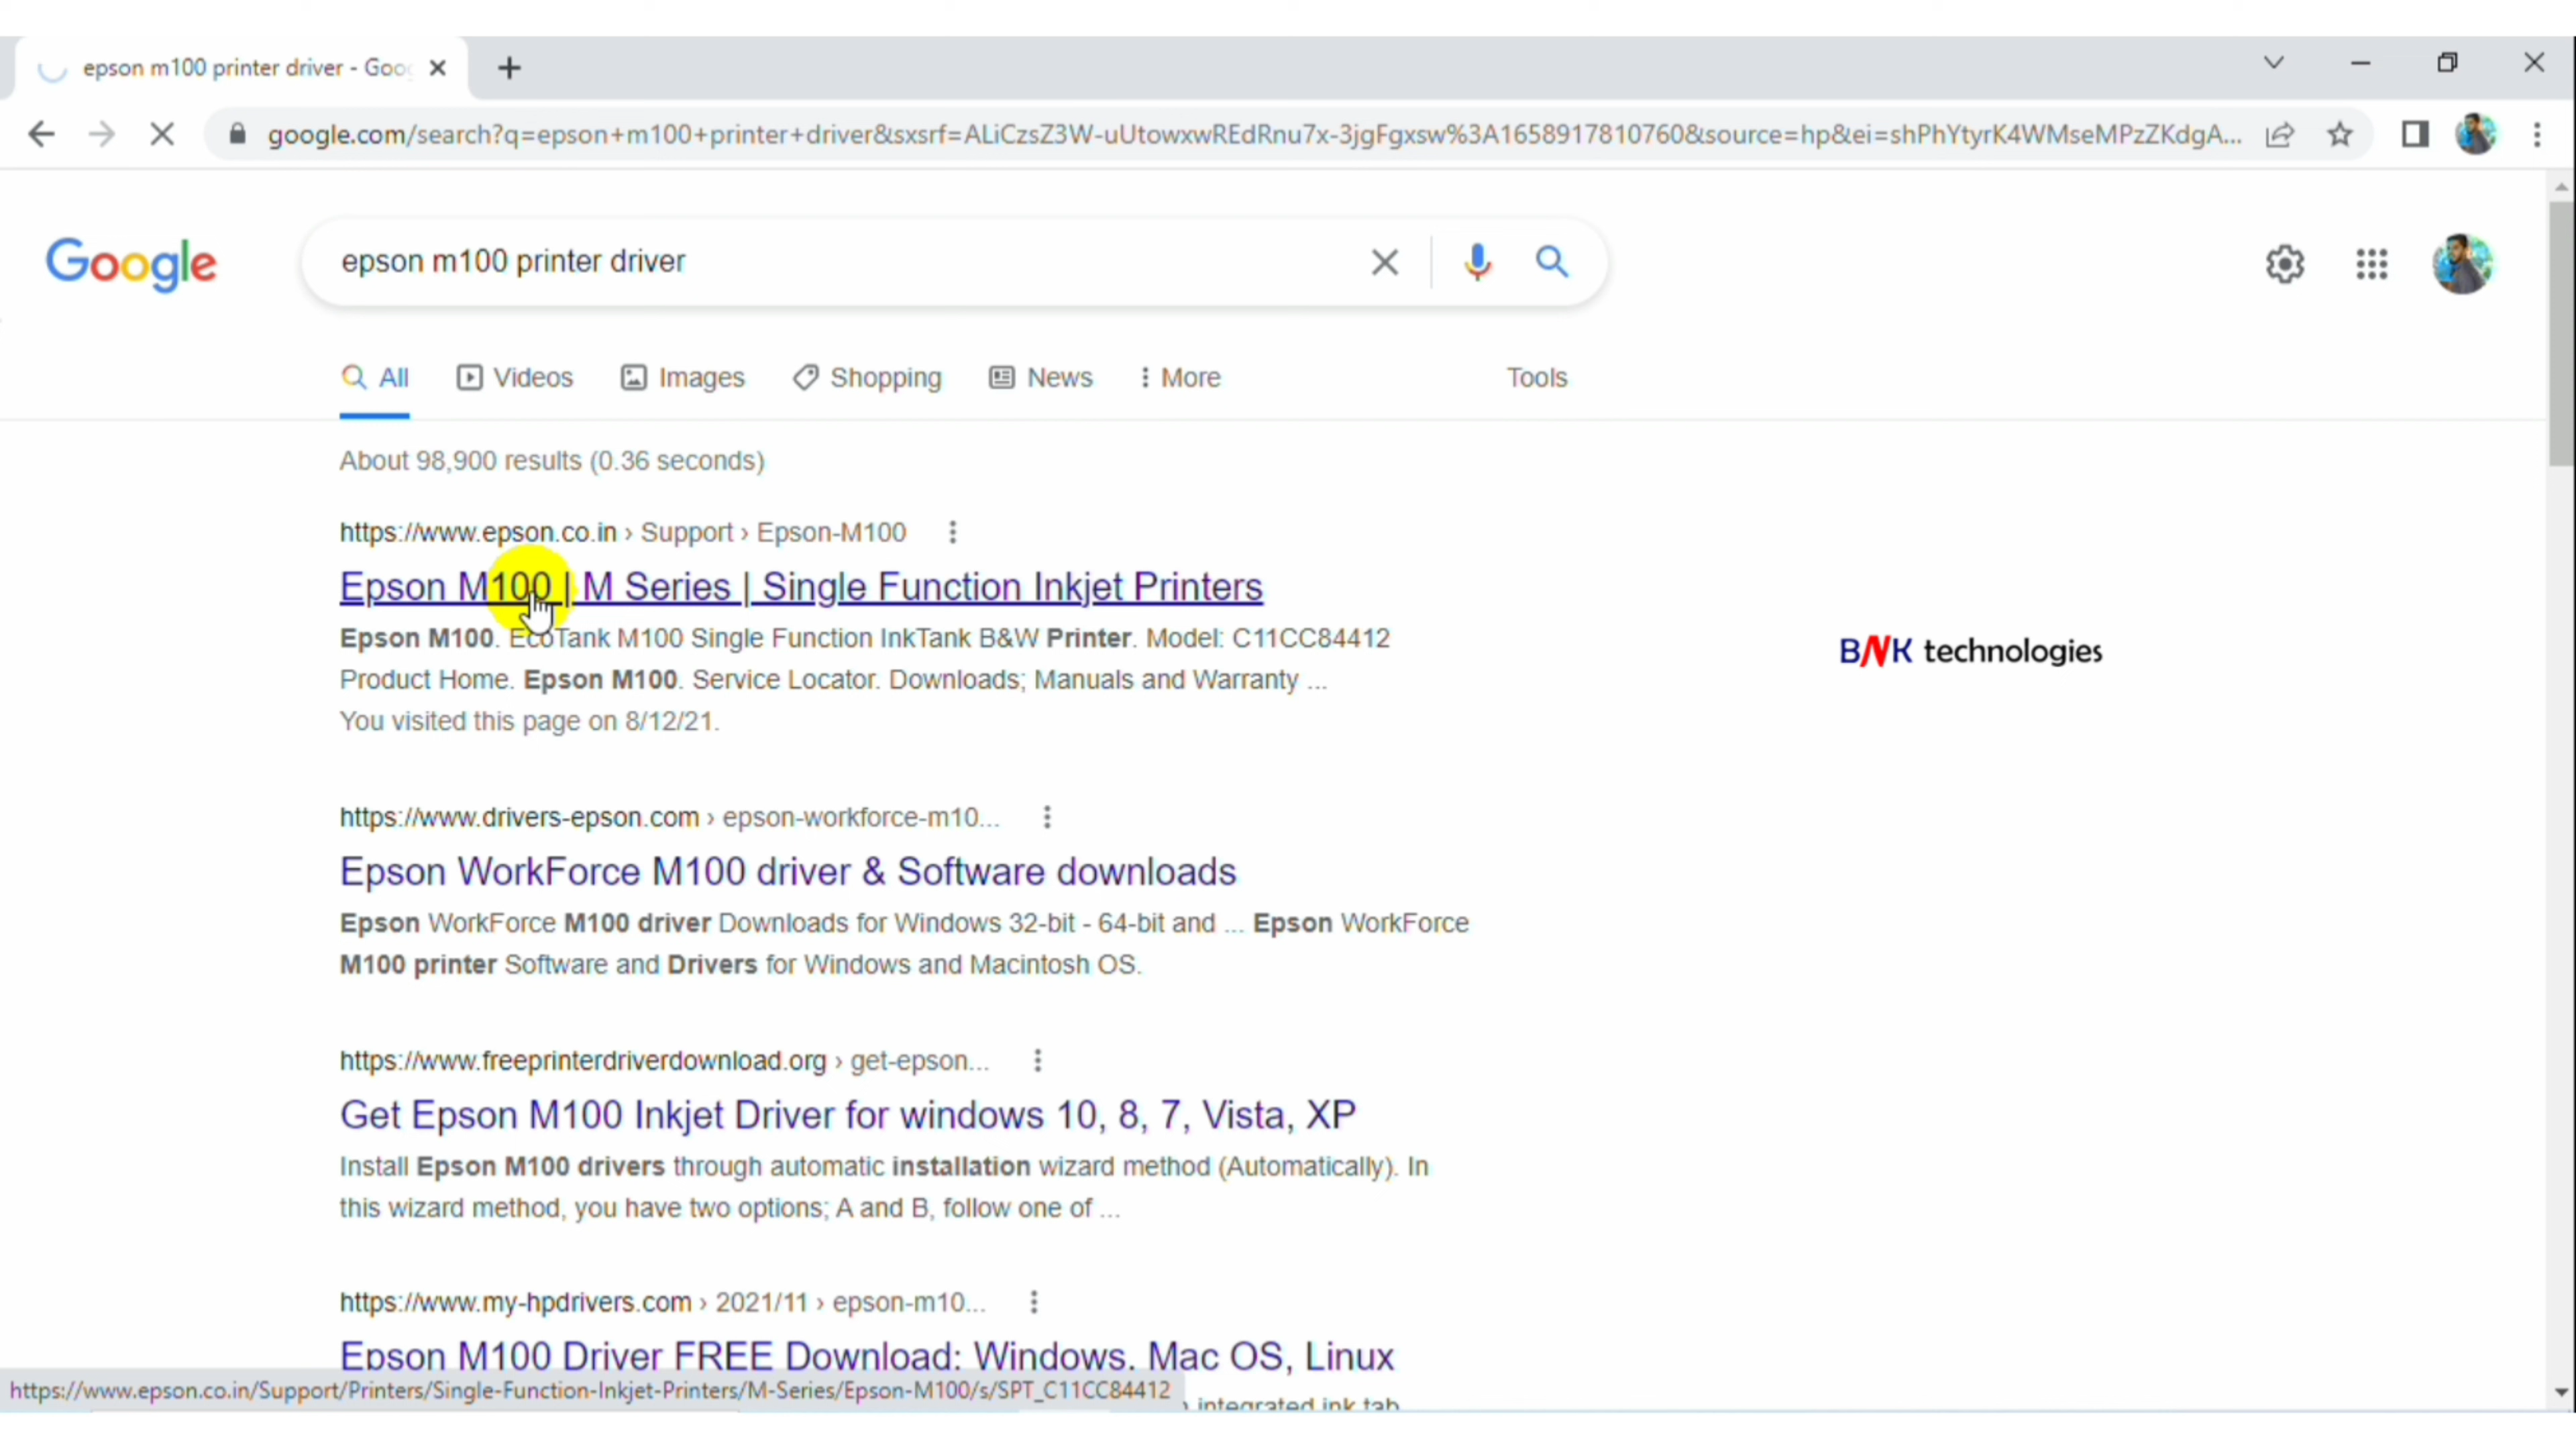 epson m100 printer driver - Goo
google.com/search?q=epson+m100+printer+driver&sxsrf=ALiCzsZ3W-uUtowxwREdRnu7x-3jgFgxsw%3A1658917810760&source=hp&ei=shPhYtyrK4WMseMPzZKdgA...
Google
epson m100 printer driver
All Videos Images Shopping News More Tools
About 98,900 results (0.36 seconds)
https://www.epson.co.in › Support › Epson-M100
Epson M100 | M Series | Single Function Inkjet Printers
Epson M100. EcoTank M100 Single Function InkTank B&W Printer. Model: C11CC84412
Product Home. Epson M100. Service Locator. Downloads; Manuals and Warranty ...
You visited this page on 8/12/21.
BNK technologies
https://www.drivers-epson.com › epson-workforce-m10...
Epson WorkForce M100 driver & Software downloads
Epson WorkForce M100 driver Downloads for Windows 32-bit - 64-bit and ... Epson WorkForce
M100 printer Software and Drivers for Windows and Macintosh OS.
https://www.freeprinterdriverdownload.org › get-epson...
Get Epson M100 Inkjet Driver for windows 10, 8, 7, Vista, XP
Install Epson M100 drivers through automatic installation wizard method (Automatically). In
this wizard method, you have two options; A and B, follow one of ...
https://www.my-hpdrivers.com › 2021/11 › epson-m10...
Epson M100 Driver FREE Download: Windows. Mac OS, Linux
https://www.epson.co.in/Support/Printers/Single-Function-Inkjet-Printers/M-Series/Epson-M100/s/SPT_C11CC84412
integrated ink tab